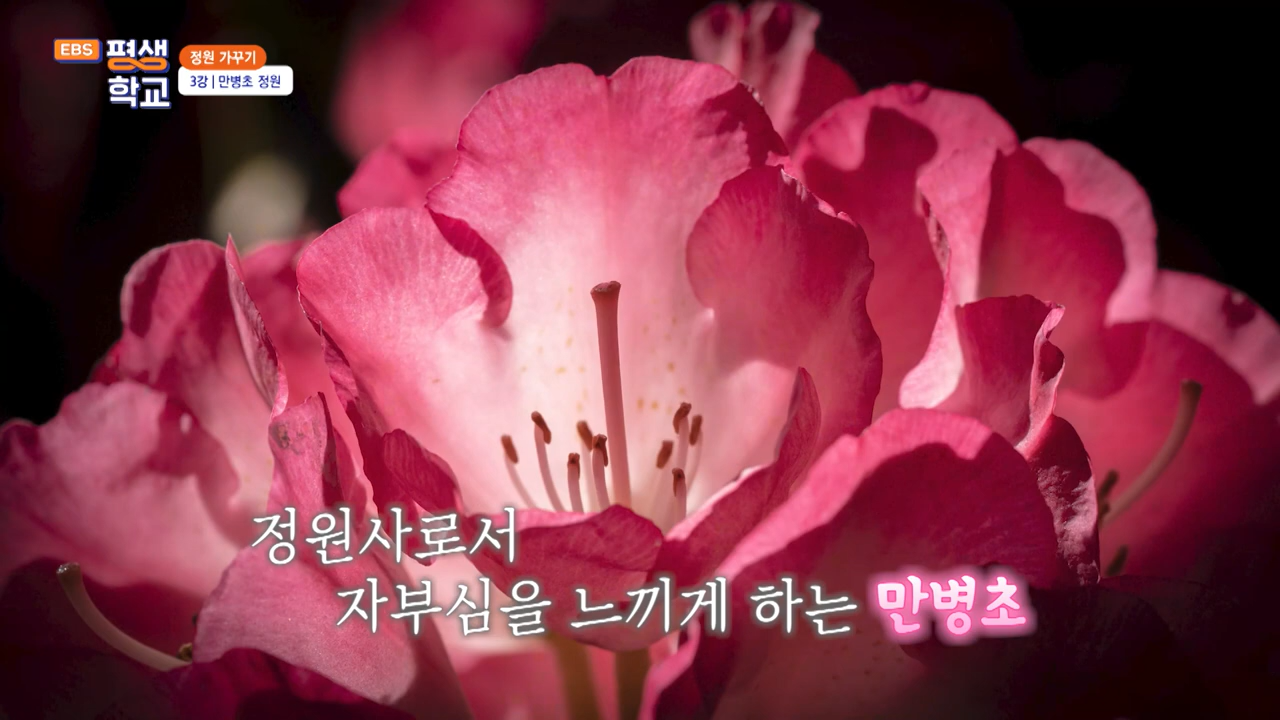 EBS 평생
학교
정원 가꾸기
3강 | 만병초 정원
정원사로서
자부심을 느끼게 하는 만병초